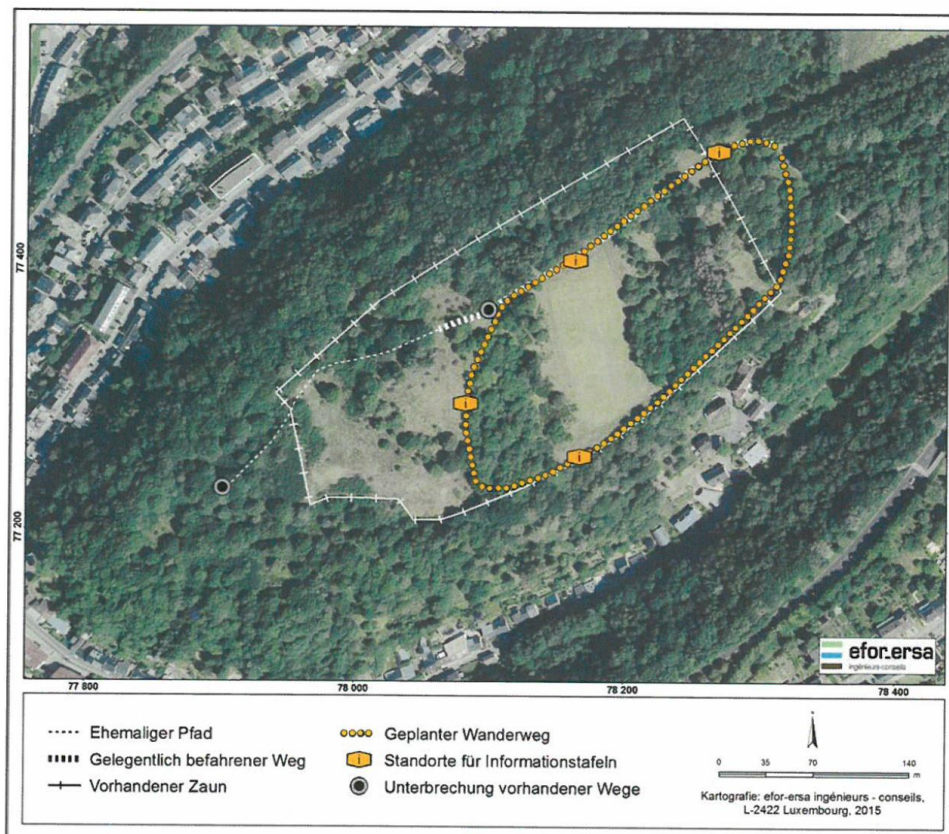 77 400
77 200
77 800
78 000
78 200
78 400
efor.ersa
ingénieurs-conseils
Ehemaliger Pfad
Gelegentlich befahrener Weg
Vorhandener Zaun
Geplanter Wanderweg
i Standorte für Informationstafeln
Unterbrechung vorhandener Wege
0 35 70 140
m
Kartografie: efor-ersa ingénieurs - conseils,
L-2422 Luxembourg, 2015